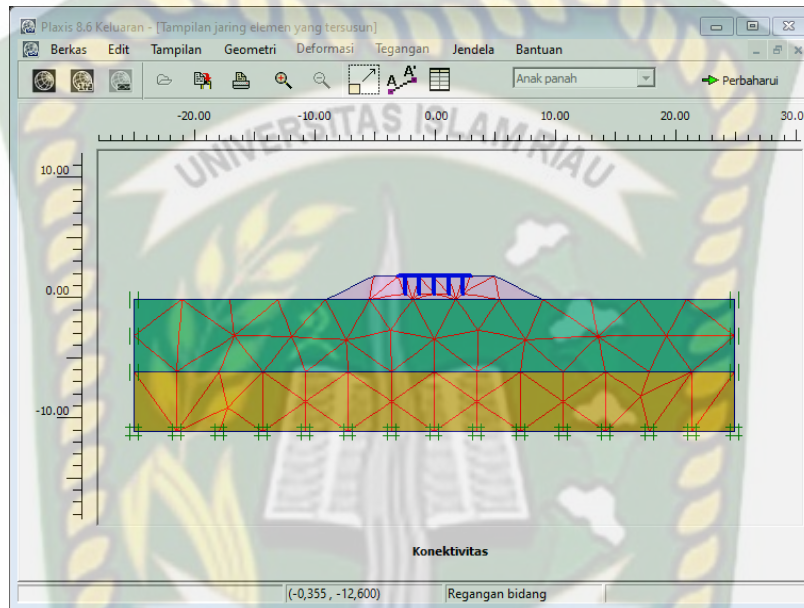 Plaxis 8.6 Keluaran - [Tampilan jaring elemen yang tersusun]
Berkas Edit Tampilan Geometri Deformasi Tegangan Jendela Bantuan
Anak panah Perbaharui
-20.00 -10.00 0.00 10.00 20.00 30.0
UNIVERSITAS ISLAM RIAU
10.00
0.00
-10.00
Konektivitas
(-0,355 , -12,600) Regangan bidang